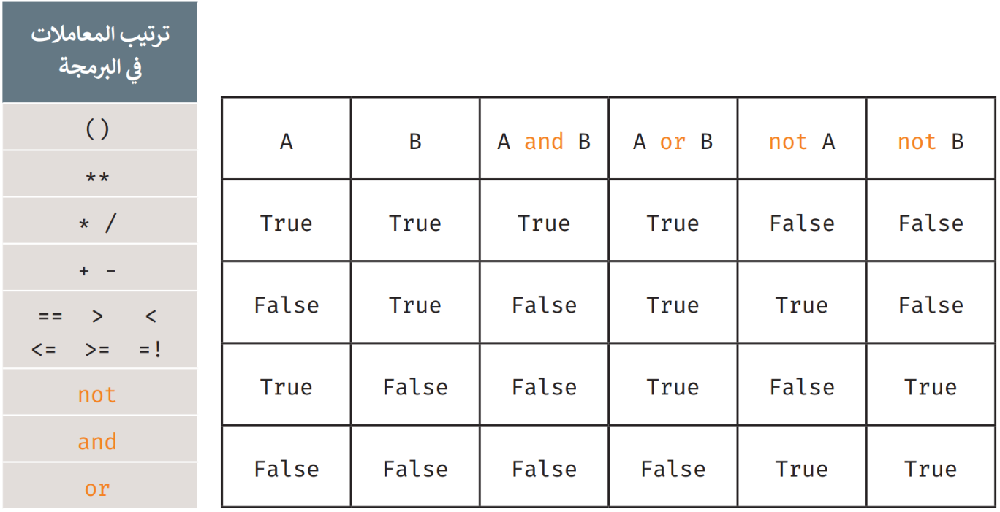 ترتيب المعاملات
في البرمجة
()
**
* /
+ -
== > <
<= >= =!
not
and
or
A B A and B A or B not A not B
True True True True False False
False True False True True False
True False False True False True
False False False False True True